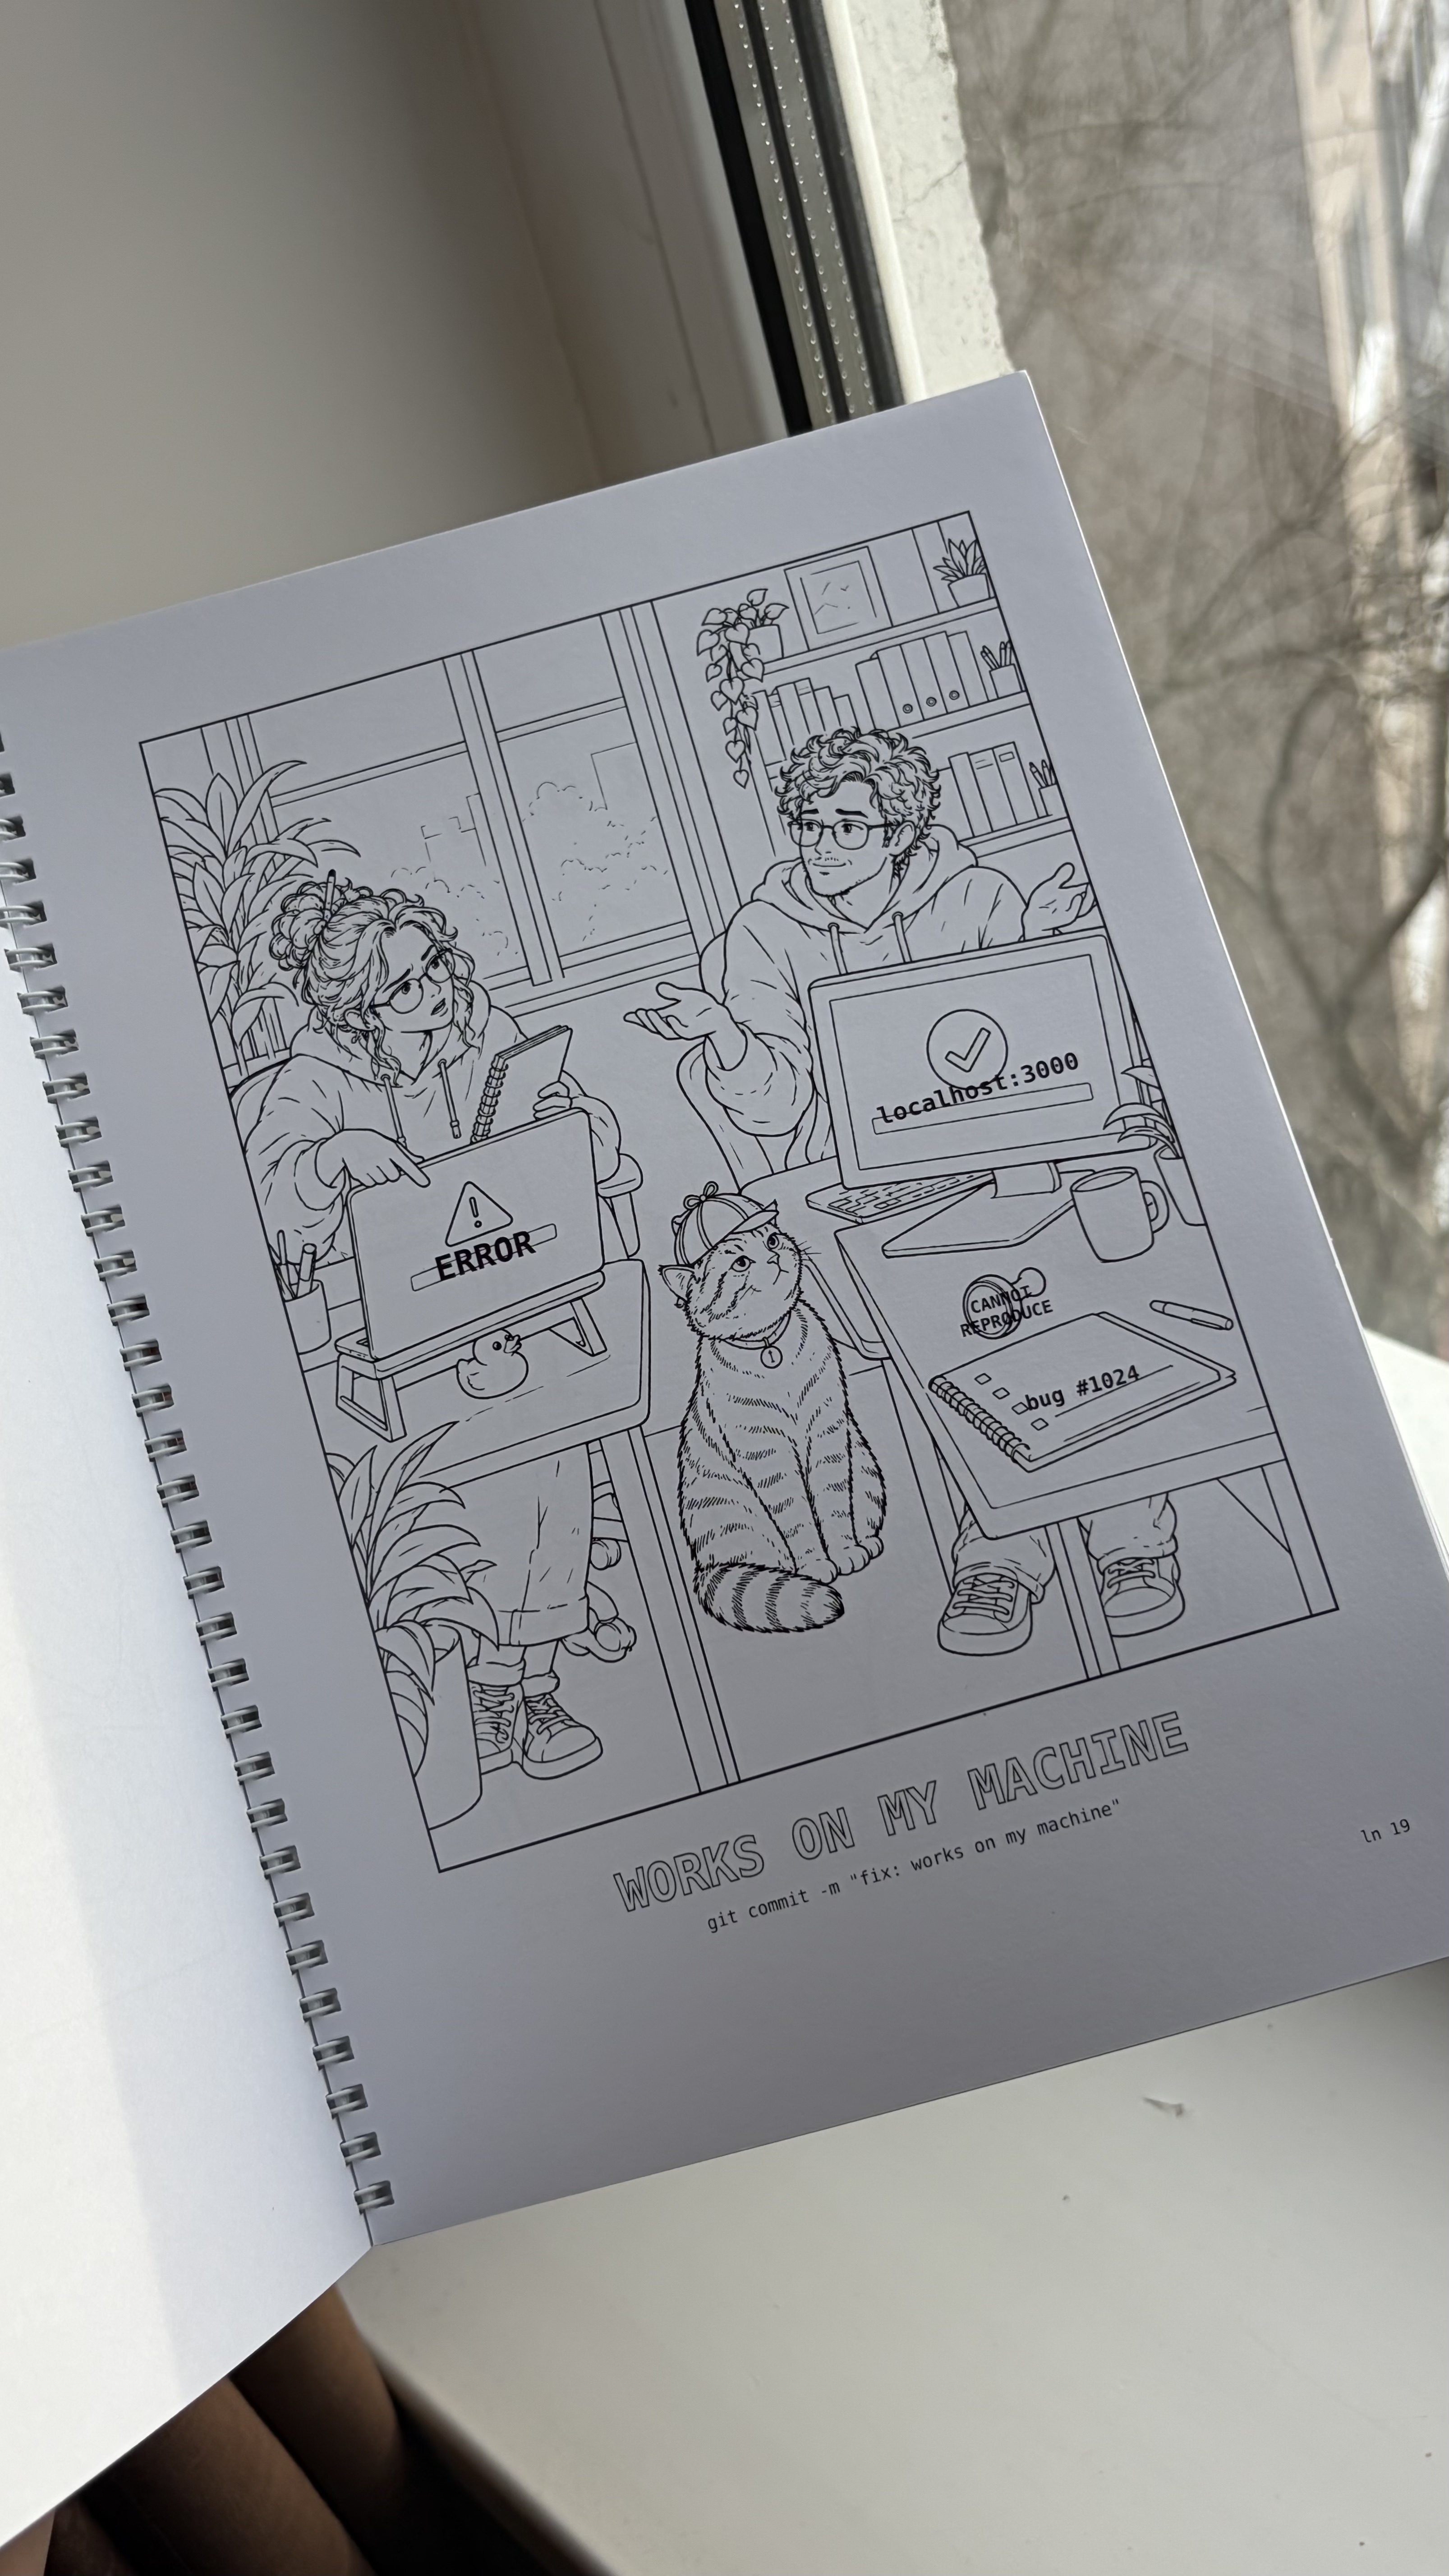 localhost:3000
ERROR
CANNOT
REPRODUCE
bug #1024
WORKS ON MY MACHINE
git commit -m "fix: works on my machine"
ln 19